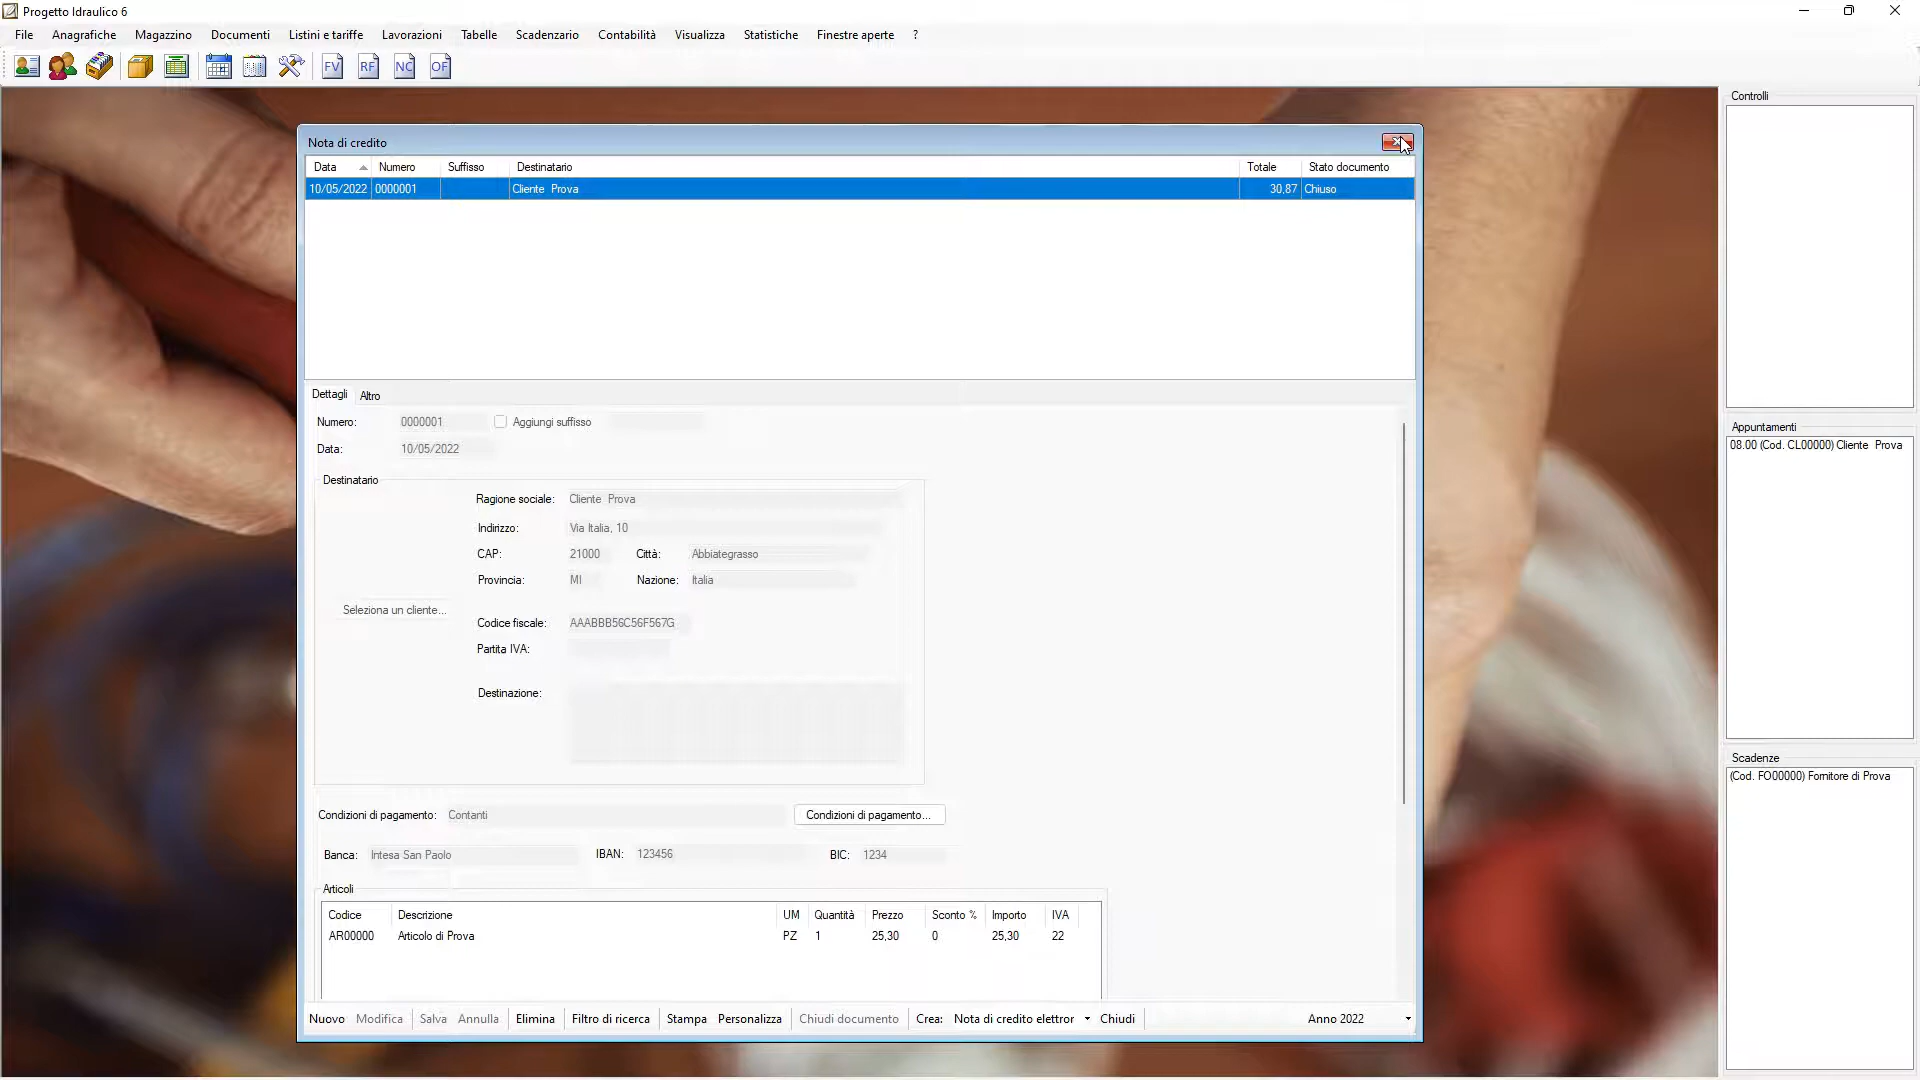 Progetto Idraulico 6
File Anagrafiche Magazzino Documenti Listini e tariffe Lavorazioni Tabelle Scadenzario Contabilità Visualizza Statistiche Finestre aperte ?
FV RF NC OF
Controlli
Nota di credito
Data Numero Suffisso Destinatario Totale Stato documento
10/05/2022 0000001 Cliente Prova 30,87 Chiuso
Dettagli Altro
Numero: 0000001 Aggiungi suffisso
Data: 10/05/2022
Destinatario
Ragione sociale: Cliente Prova
Indirizzo: Via Italia, 10
CAP: 21000 Città: Abbiategrasso
Provincia: MI Nazione: Italia
Seleziona un cliente...
Codice fiscale: AAABBB56C56F567G
Partita IVA:
Destinazione:
Condizioni di pagamento: Contanti Condizioni di pagamento...
Banca: Intesa San Paolo IBAN: 123456 BIC: 1234
Articoli
Codice Descrizione UM Quantità Prezzo Sconto % Importo IVA
AR00000 Articolo di Prova PZ 1 25,30 0 25,30 22
Nuovo Modifica Salva Annulla Elimina Filtro di ricerca Stampa Personalizza Chiudi documento Crea: Nota di credito elettror Chiudi Anno 2022
Appuntamenti
08.00 (Cod. CL00000) Cliente Prova
Scadenze
(Cod. FO00000) Fornitore di Prova